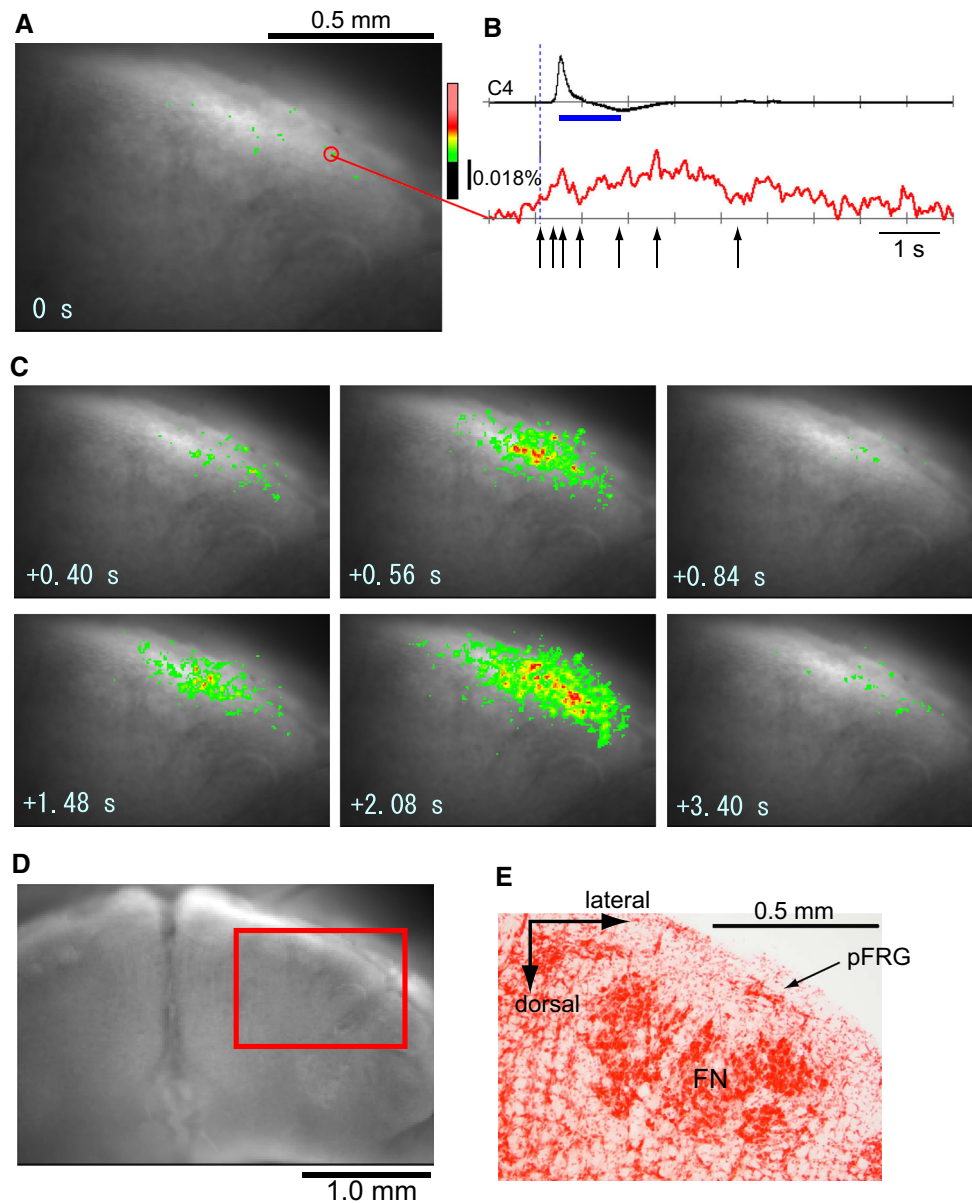 A
0.5 mm
0 s
B
C4
0.018%
1 s
C
+0.40 s
+0.56 s
+0.84 s
+1.48 s
+2.08 s
+3.40 s
D
1.0 mm
E
lateral
0.5 mm
pFRG
dorsal
FN